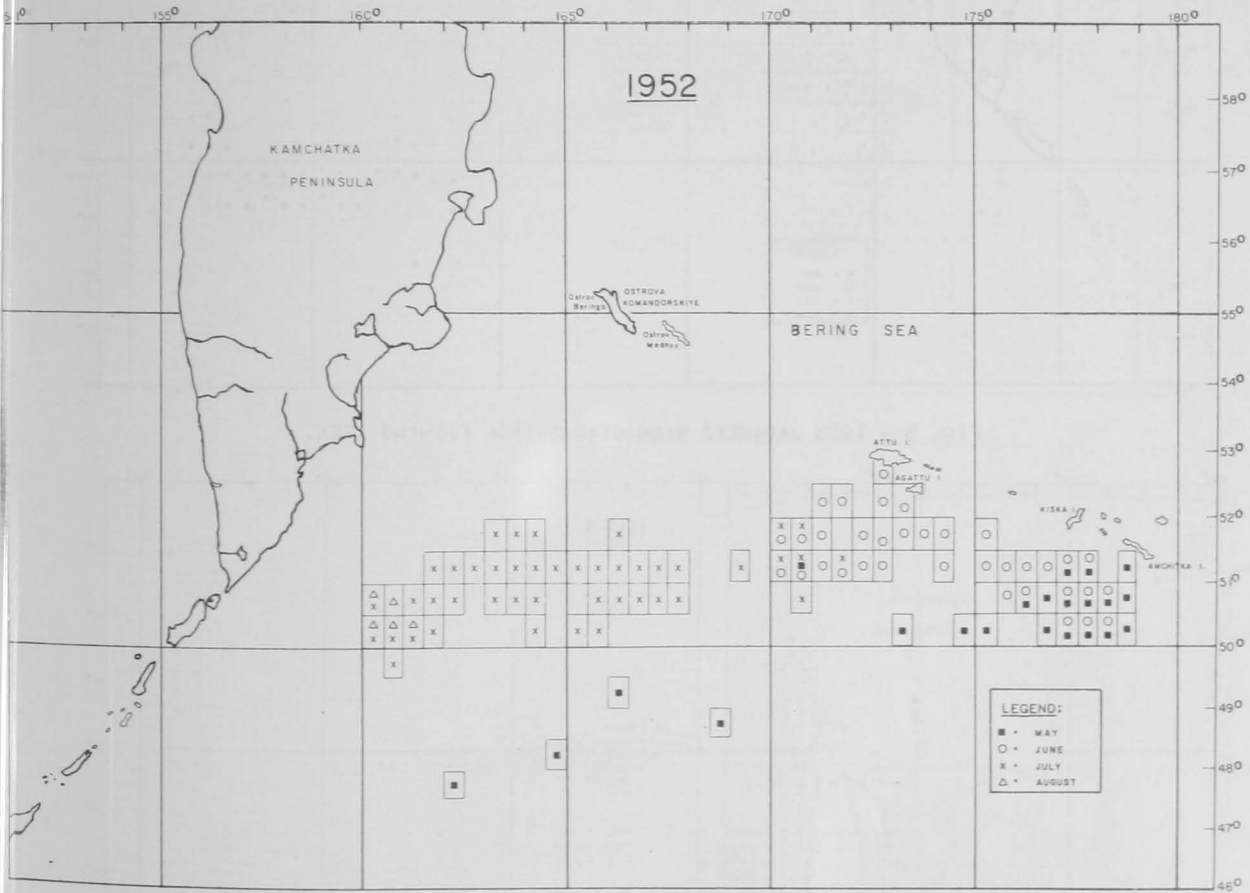 155° 160° 165° 170° 175° 180°
1952
58°
KAMCHATKA
PENINSULA
57°
56°
OSTROVA
KOMANDORSKIYE
Ostrov
Beringa
Ostrov
Mednyy
55°
BERING SEA
54°
53°
ATTU I.
AGATTU I.
52°
KISKA I.
AMCHITKA I.
51°
50°
49°
LEGEND:
■ = MAY
○ = JUNE
x = JULY
△ = AUGUST
48°
47°
46°